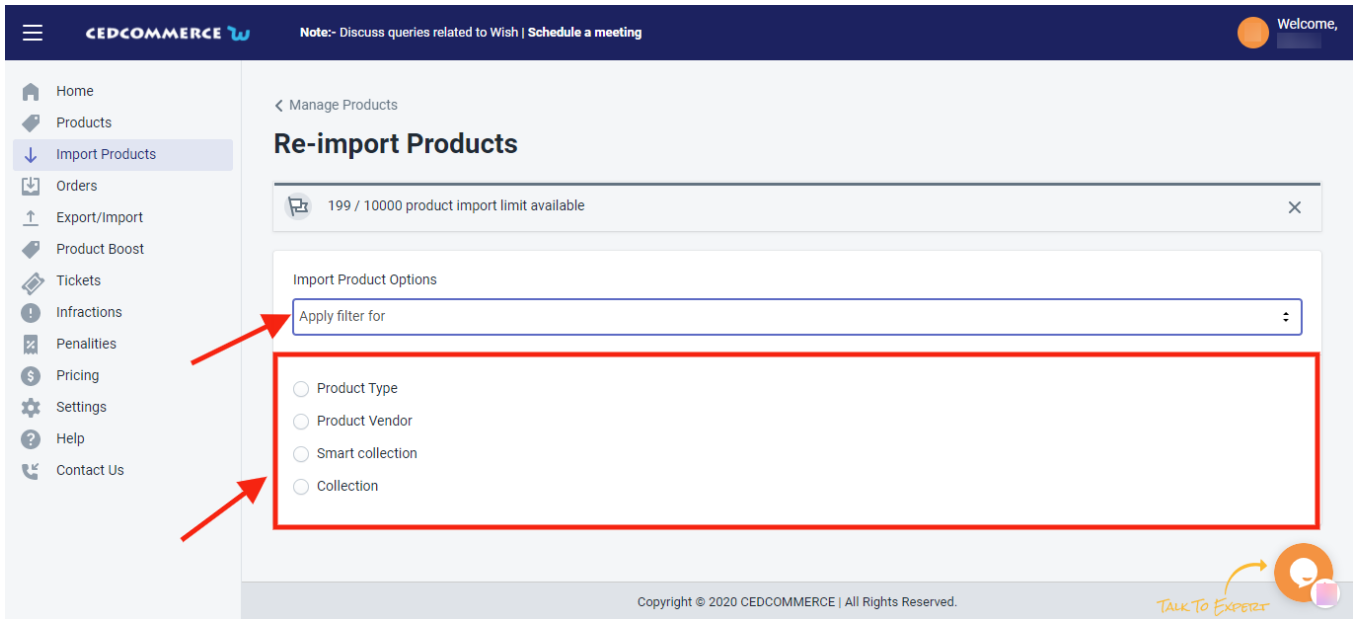 CEDCOMMERCE
Note:- Discuss queries related to Wish | Schedule a meeting
Welcome,
Home
Products
Import Products
Orders
Export/Import
Product Boost
Tickets
Infractions
Penalities
Pricing
Settings
Help
Contact Us
Manage Products
Re-import Products
199 / 10000 product import limit available
Import Product Options
Apply filter for
Product Type
Product Vendor
Smart collection
Collection
Copyright © 2020 CEDCOMMERCE | All Rights Reserved.
TALK TO EXPERT